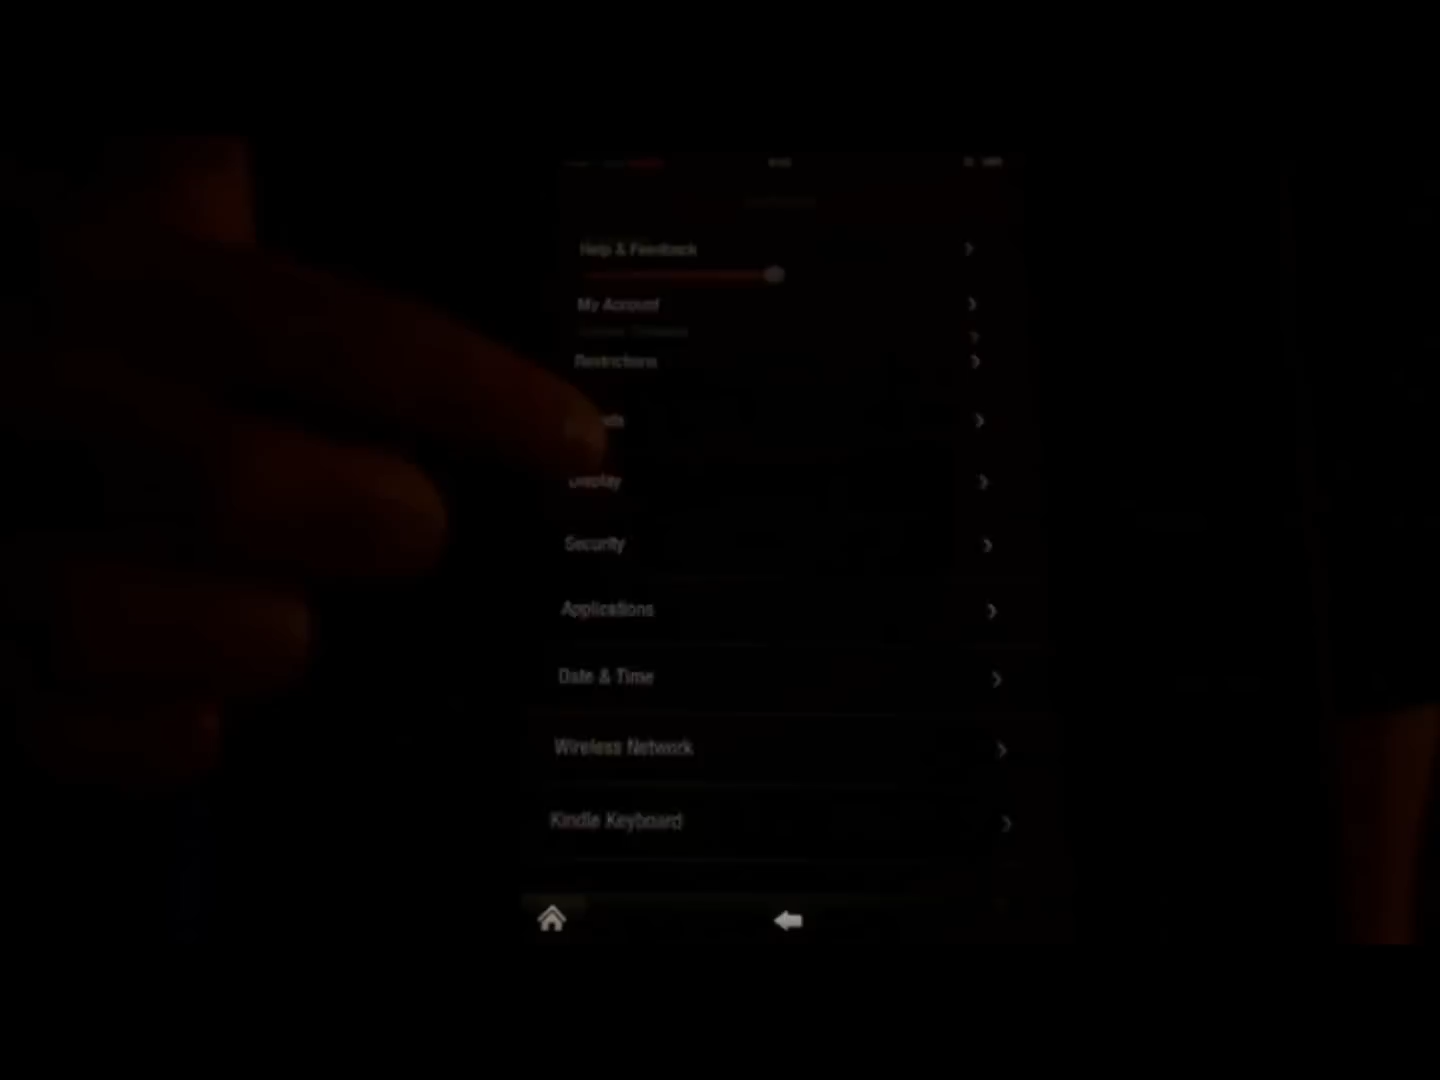 Help & Feedback
My Account
Restrictions
Display
Security
Applications
Date & Time
Wireless Network
Kindle Keyboard